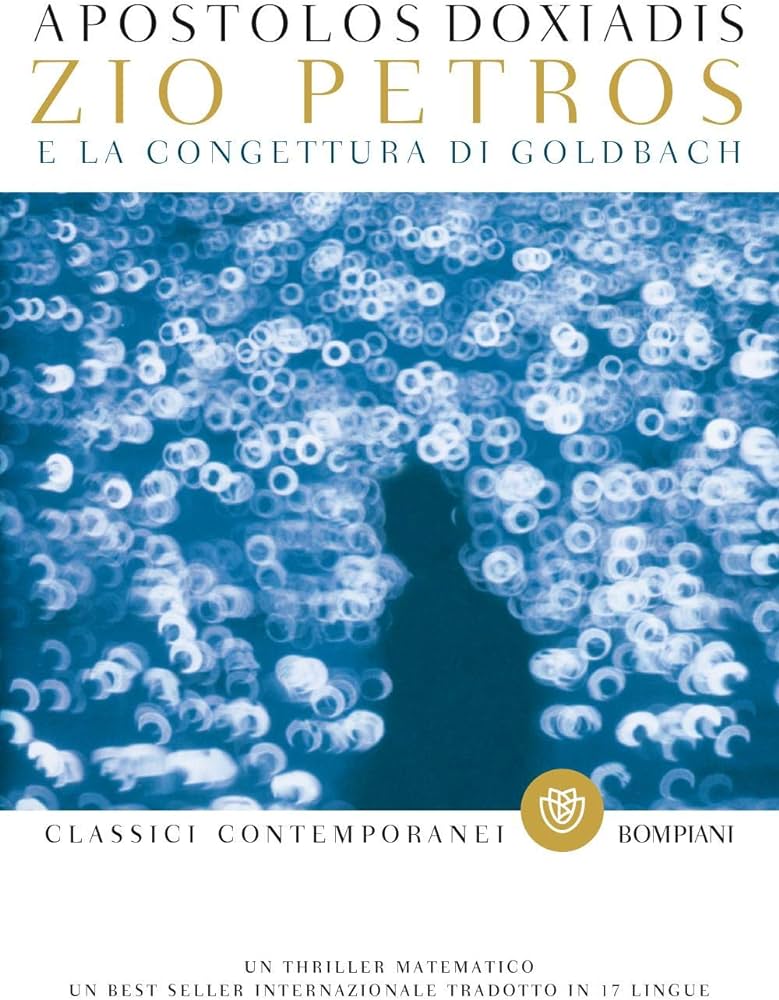 APOSTOLOS DOXIADIS
ZIO PETROS
E LA CONGETTURA DI GOLDBACH
CLASSICI CONTEMPORANEI BOMPIANI
UN THRILLER MATEMATICO
UN BEST SELLER INTERNAZIONALE TRADOTTO IN 17 LINGUE